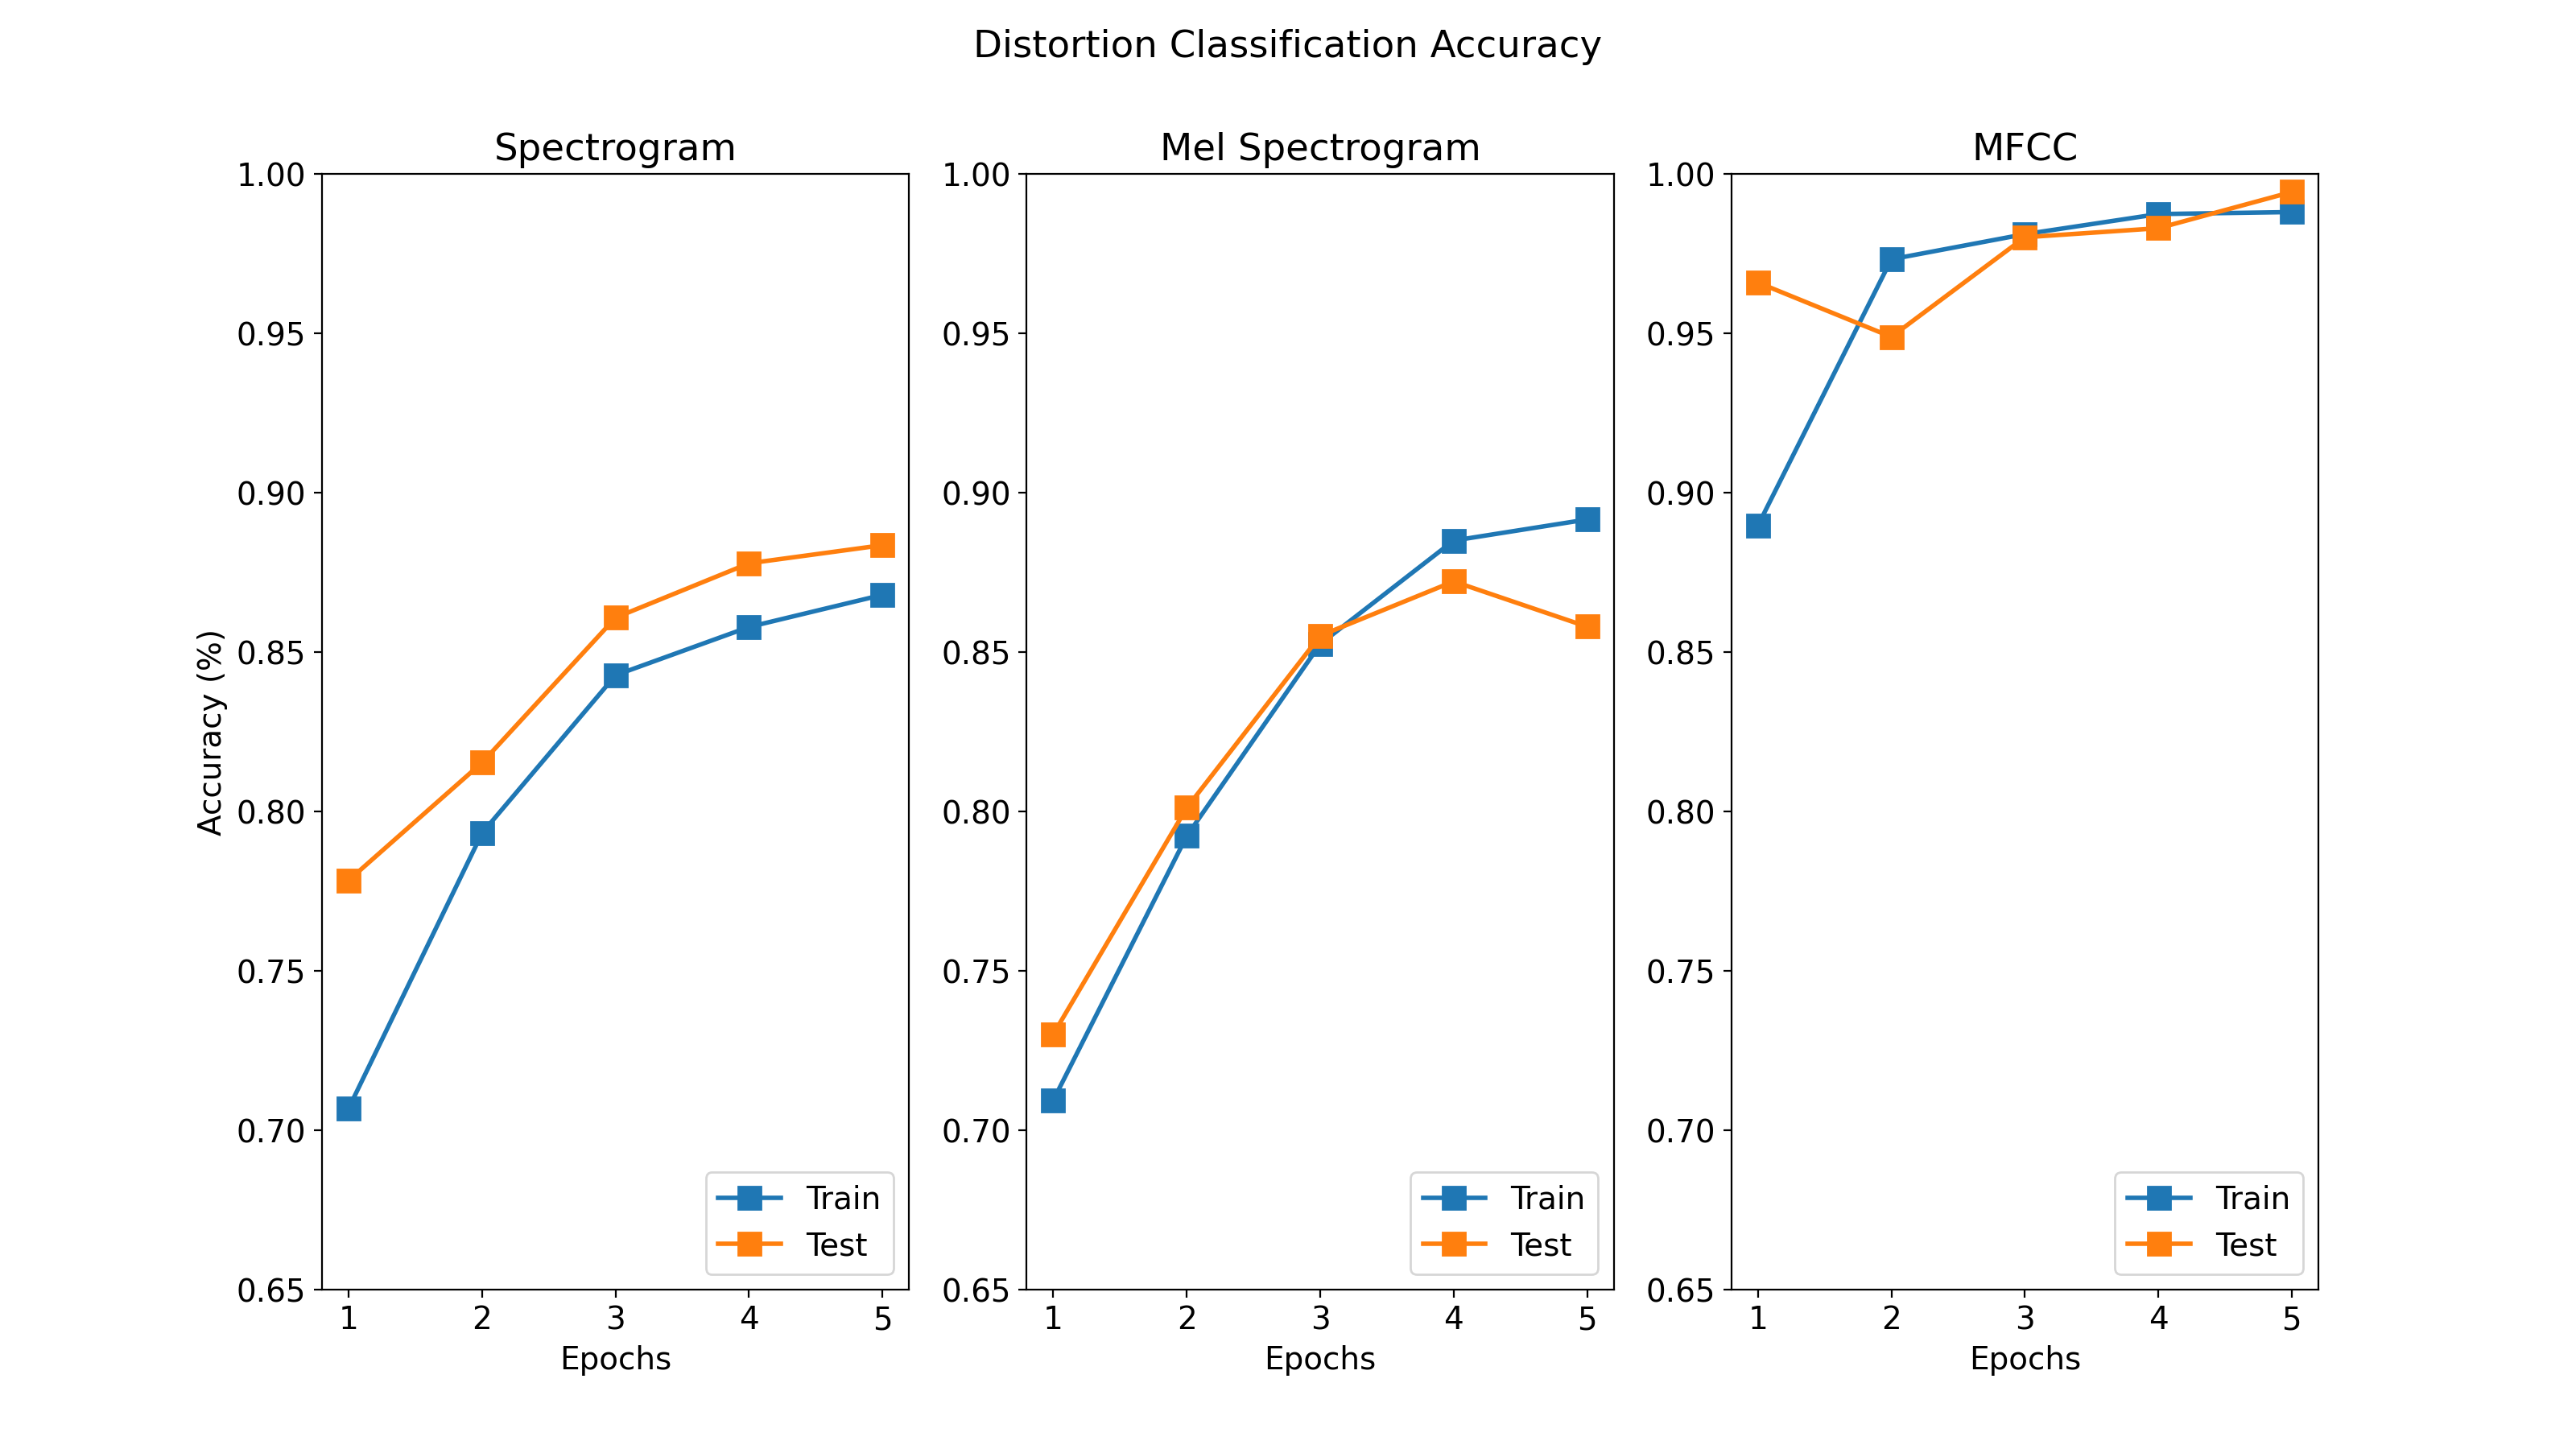 Distortion Classification Accuracy
Spectrogram
Mel Spectrogram
MFCC
Accuracy (%)
1.00
0.95
0.90
0.85
0.80
0.75
0.70
0.65
1 2 3 4 5
Epochs
Train
Test
1.00
0.95
0.90
0.85
0.80
0.75
0.70
0.65
1 2 3 4 5
Epochs
Train
Test
1.00
0.95
0.90
0.85
0.80
0.75
0.70
0.65
1 2 3 4 5
Epochs
Train
Test